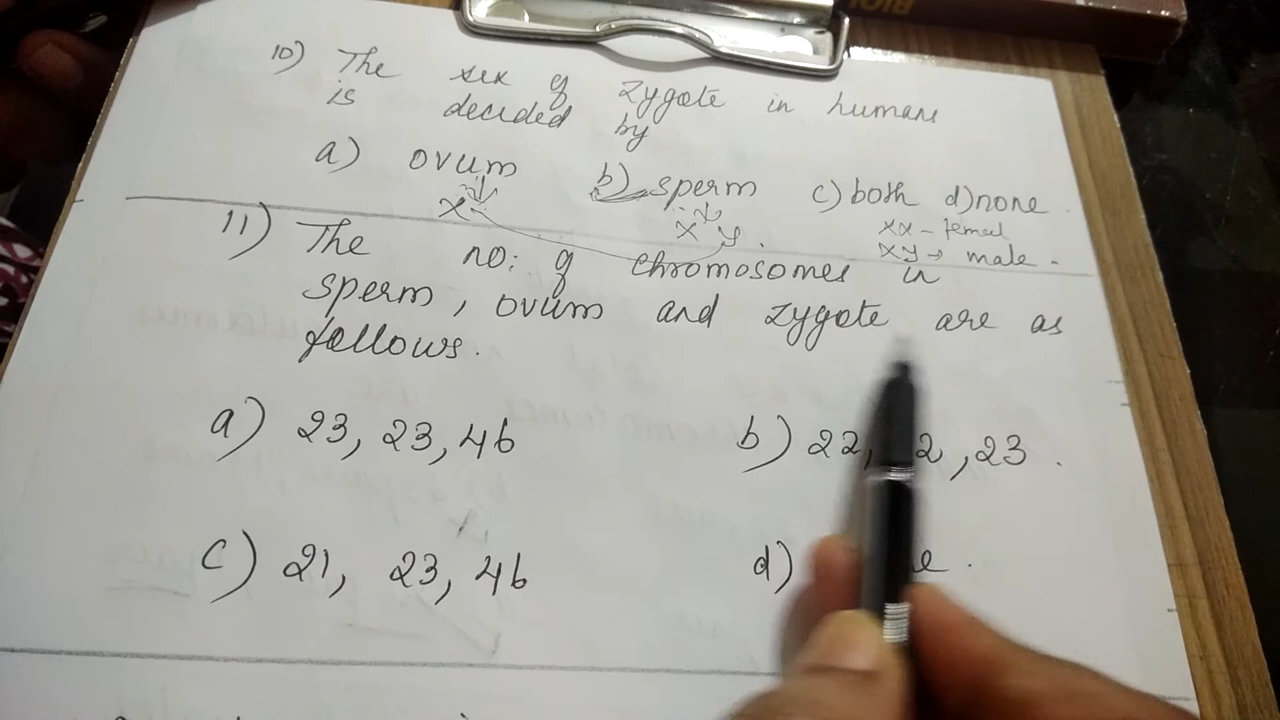 BIOL
10) The sex of zygote in humans
is decided by
a) ovum b) sperm c) both d) none.
x x y.
xx - femal
xy → male.
11) The no: of chromosomes in
sperm, ovum and zygote are as
follows.
a) 23, 23, 46 b) 22, 2, 23.
c) 21, 23, 46 d) e.